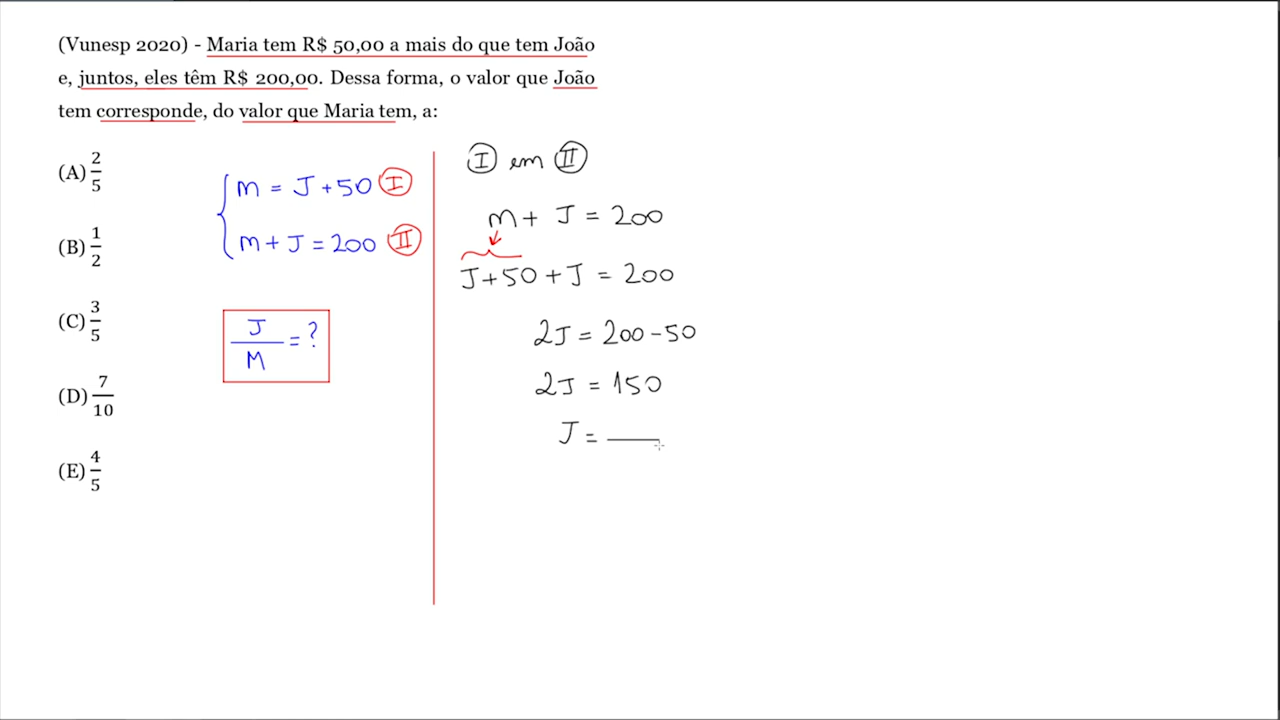 (Vunesp 2020) - Maria tem R$ 50,00 a mais do que tem João
e, juntos, eles têm R$ 200,00. Dessa forma, o valor que João
tem corresponde, do valor que Maria tem, a:
(A) 2/5
(B) 1/2
(C) 3/5
(D) 7/10
(E) 4/5
m = J + 50 I
m + J = 200 II
J/M = ?
I em II
m + J = 200
J + 50 + J = 200
2J = 200 - 50
2J = 150
J =